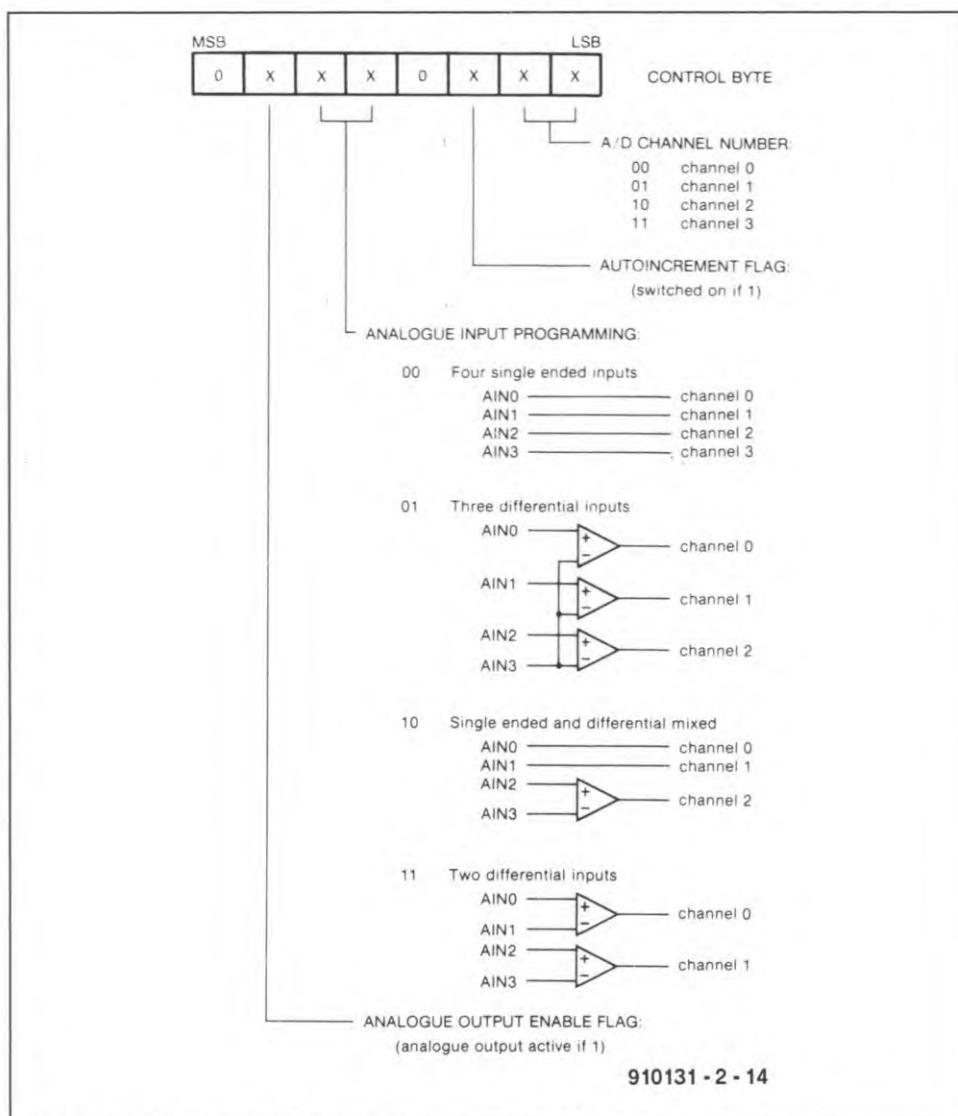 MSB LSB
0 X X X 0 X X X CONTROL BYTE
A/D CHANNEL NUMBER:
00 channel 0
01 channel 1
10 channel 2
11 channel 3
AUTOINCREMENT FLAG:
(switched on if 1)
ANALOGUE INPUT PROGRAMMING:
00 Four single ended inputs
AIN0 channel 0
AIN1 channel 1
AIN2 channel 2
AIN3 channel 3
01 Three differential inputs
AIN0 + − channel 0
AIN1 + − channel 1
AIN2 + − channel 2
AIN3
10 Single ended and differential mixed
AIN0 channel 0
AIN1 channel 1
AIN2 + − channel 2
AIN3
11 Two differential inputs
AIN0 + − channel 0
AIN1
AIN2 + − channel 1
AIN3
ANALOGUE OUTPUT ENABLE FLAG:
(analogue output active if 1)
910131 - 2 - 14